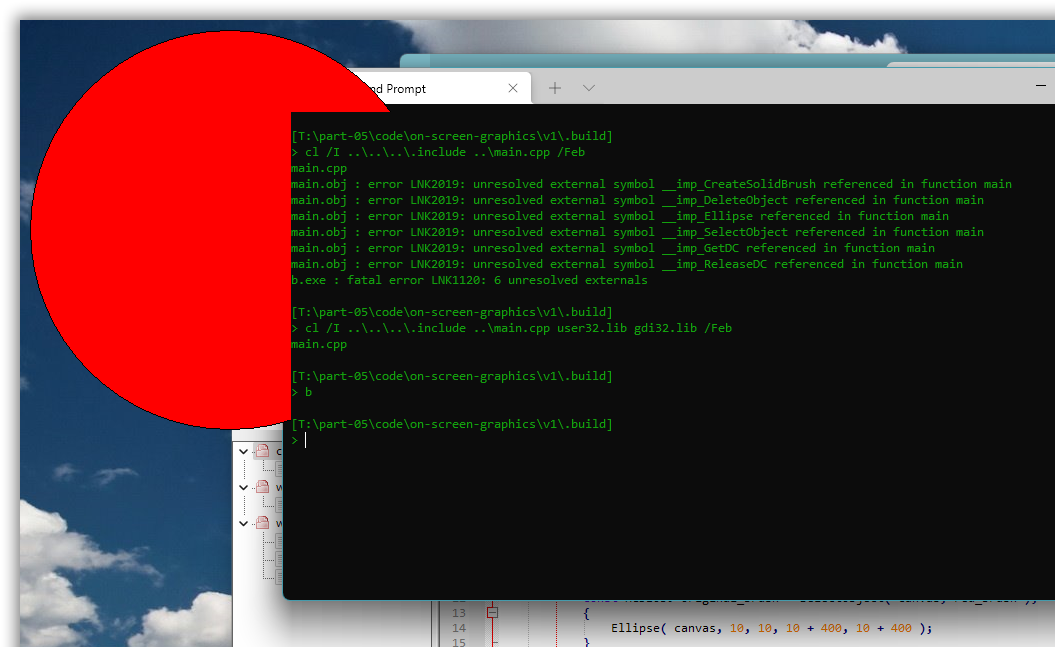 nd Prompt
[T:\part-05\code\on-screen-graphics\v1\.build]
> cl /I ..\..\..\.include ..\main.cpp /Feb
main.cpp
main.obj : error LNK2019: unresolved external symbol __imp_CreateSolidBrush referenced in function main
main.obj : error LNK2019: unresolved external symbol __imp_DeleteObject referenced in function main
main.obj : error LNK2019: unresolved external symbol __imp_Ellipse referenced in function main
main.obj : error LNK2019: unresolved external symbol __imp_SelectObject referenced in function main
main.obj : error LNK2019: unresolved external symbol __imp_GetDC referenced in function main
main.obj : error LNK2019: unresolved external symbol __imp_ReleaseDC referenced in function main
b.exe : fatal error LNK1120: 6 unresolved externals
[T:\part-05\code\on-screen-graphics\v1\.build]
> cl /I ..\..\..\.include ..\main.cpp user32.lib gdi32.lib /Feb
main.cpp
[T:\part-05\code\on-screen-graphics\v1\.build]
> b
[T:\part-05\code\on-screen-graphics\v1\.build]
>
c
w
w
13 {
14 Ellipse( canvas, 10, 10, 10 + 400, 10 + 400 );
15 }